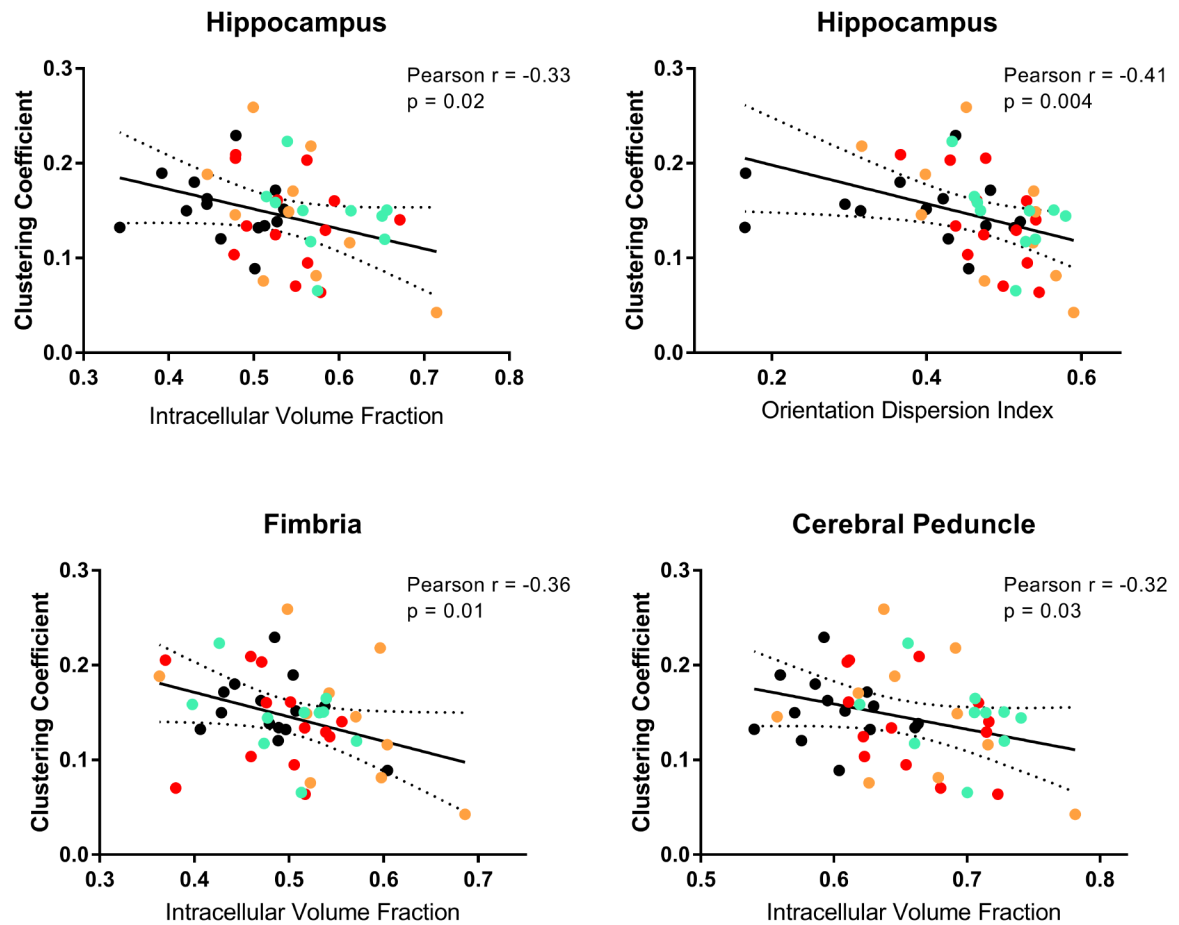 Hippocampus
Pearson r = -0.33
p = 0.02
Clustering Coefficient
0.3
0.2
0.1
0.0
0.3 0.4 0.5 0.6 0.7 0.8
Intracellular Volume Fraction
Hippocampus
Pearson r = -0.41
p = 0.004
Clustering Coefficient
0.3
0.2
0.1
0.0
0.2 0.4 0.6
Orientation Dispersion Index
Fimbria
Pearson r = -0.36
p = 0.01
Clustering Coefficient
0.3
0.2
0.1
0.0
0.3 0.4 0.5 0.6 0.7
Intracellular Volume Fraction
Cerebral Peduncle
Pearson r = -0.32
p = 0.03
Clustering Coefficient
0.3
0.2
0.1
0.0
0.5 0.6 0.7 0.8
Intracellular Volume Fraction